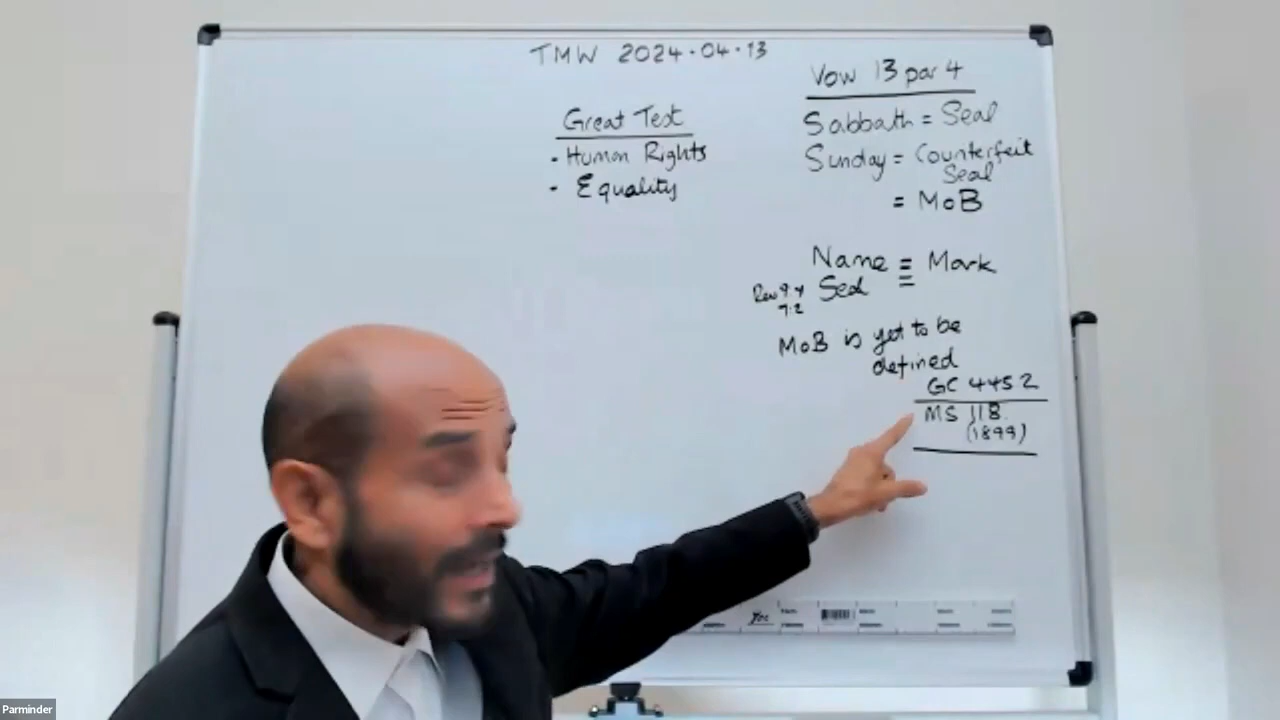 TMW 2024.04.13
Great Test
• Human Rights
• Equality
Vow 13 par 4
Sabbath = Seal
Sunday = Counterfeit
Seal
= MoB
Name ≡ Mark
Rev 9 4
7:2
Seal
MoB is yet to be
defined
GC 445 2
MS 118
(1899)
Parminder